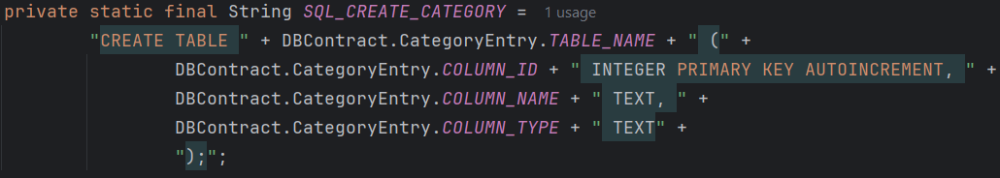 private static final String SQL_CREATE_CATEGORY = 1 usage
"CREATE TABLE " + DBContract.CategoryEntry.TABLE_NAME + " (" +
DBContract.CategoryEntry.COLUMN_ID + " INTEGER PRIMARY KEY AUTOINCREMENT, " +
DBContract.CategoryEntry.COLUMN_NAME + " TEXT, " +
DBContract.CategoryEntry.COLUMN_TYPE + " TEXT" +
");";